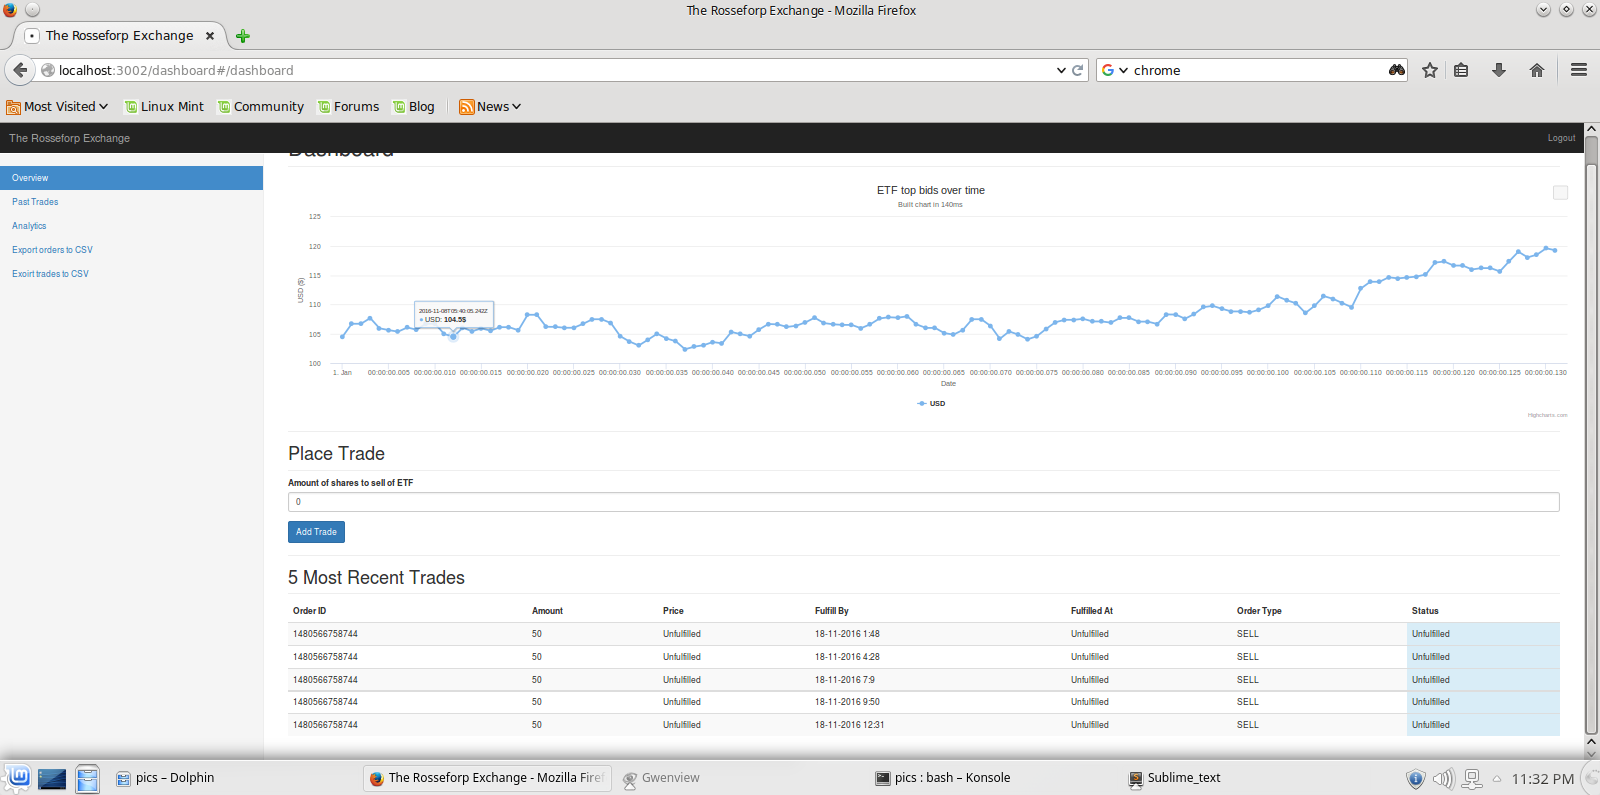 The Rosseforp Exchange - Mozilla Firefox
The Rosseforp Exchange
localhost:3002/dashboard#/dashboard
chrome
Most Visited
Linux Mint
Community
Forums
Blog
News
The Rosseforp Exchange
Logout
Dashboard
Overview
Past Trades
Analytics
Export orders to CSV
Exoirt trades to CSV
ETF top bids over time
Built chart in 140ms
125
120
115
110
105
100
USD ($)
2016-11-08T05:40:05.242Z
USD: 104.5$
1. Jan 00:00:00.005 00:00:00.010 00:00:00.015 00:00:00.020 00:00:00.025 00:00:00.030 00:00:00.035 00:00:00.040 00:00:00.045 00:00:00.050 00:00:00.055 00:00:00.060 00:00:00.065 00:00:00.070 00:00:00.075 00:00:00.080 00:00:00.085 00:00:00.090 00:00:00.095 00:00:00.100 00:00:00.105 00:00:00.110 00:00:00.115 00:00:00.120 00:00:00.125 00:00:00.130
Date
USD
Highcharts.com
Place Trade
Amount of shares to sell of ETF
0
Add Trade
5 Most Recent Trades
Order ID Amount Price Fulfill By Fulfilled At Order Type Status
1480566758744 50 Unfulfilled 18-11-2016 1:48 Unfulfilled SELL Unfulfilled
1480566758744 50 Unfulfilled 18-11-2016 4:28 Unfulfilled SELL Unfulfilled
1480566758744 50 Unfulfilled 18-11-2016 7:9 Unfulfilled SELL Unfulfilled
1480566758744 50 Unfulfilled 18-11-2016 9:50 Unfulfilled SELL Unfulfilled
1480566758744 50 Unfulfilled 18-11-2016 12:31 Unfulfilled SELL Unfulfilled
pics – Dolphin
The Rosseforp Exchange - Mozilla Firef
Gwenview
pics : bash – Konsole
Sublime_text
11:32 PM